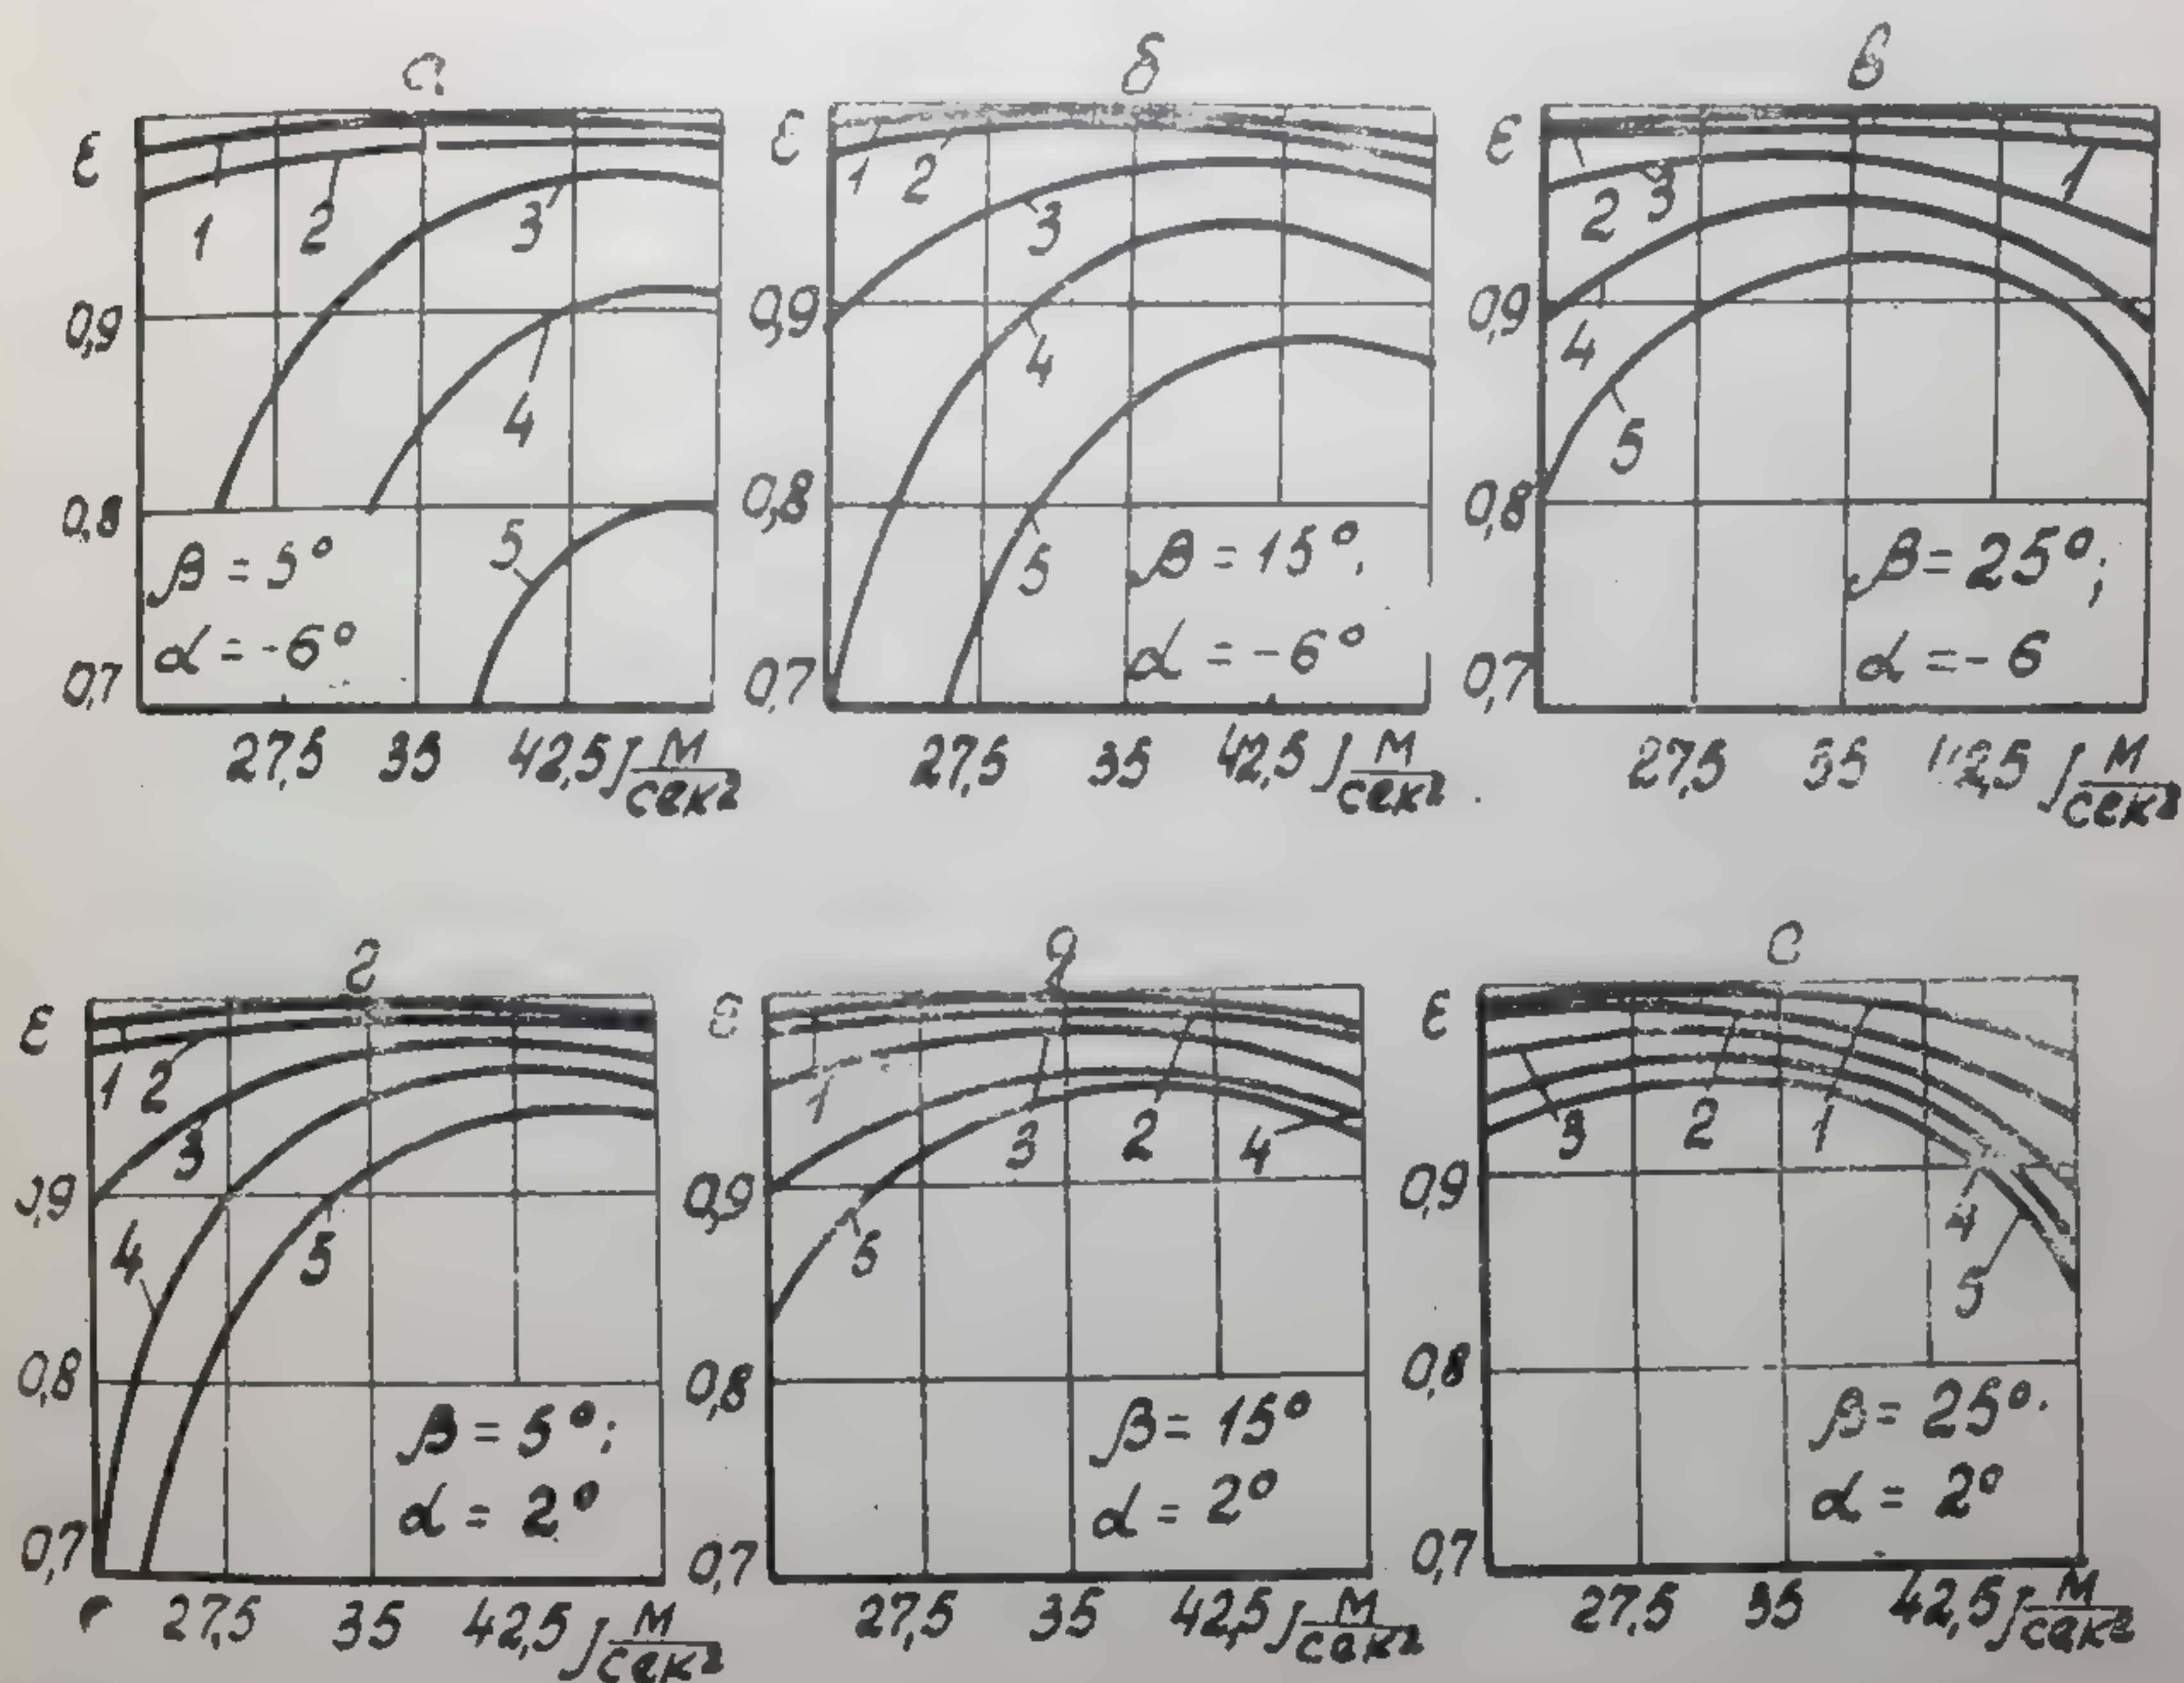 а
ε
1
2
3
0,9
4
0,8
5
β = 5°
α = -6°
0,7
27,5 35 42,5 j М/сек²
б
ε
1 2
3
0,9
4
0,8
5
β = 15°;
α = -6°
0,7
27,5 35 42,5 j М/сек²
в
ε
1
2 3
0,9
4
5
0,8
β = 25°;
α = - 6
0,7
27,5 35 42,5 j М/сек²
г
ε
1 2
3
0,9
4
5
0,8
β = 5°;
α = 2°
0,7
27,5 35 42,5 j М/сек²
д
ε
1
3 2 4
0,9
5
0,8
β = 15°
α = 2°
0,7
27,5 35 42,5 j М/сек²
е
ε
3 2 1
0,9
4
5
0,8
β = 25°.
α = 2°
0,7
27,5 35 42,5 j М/сек²